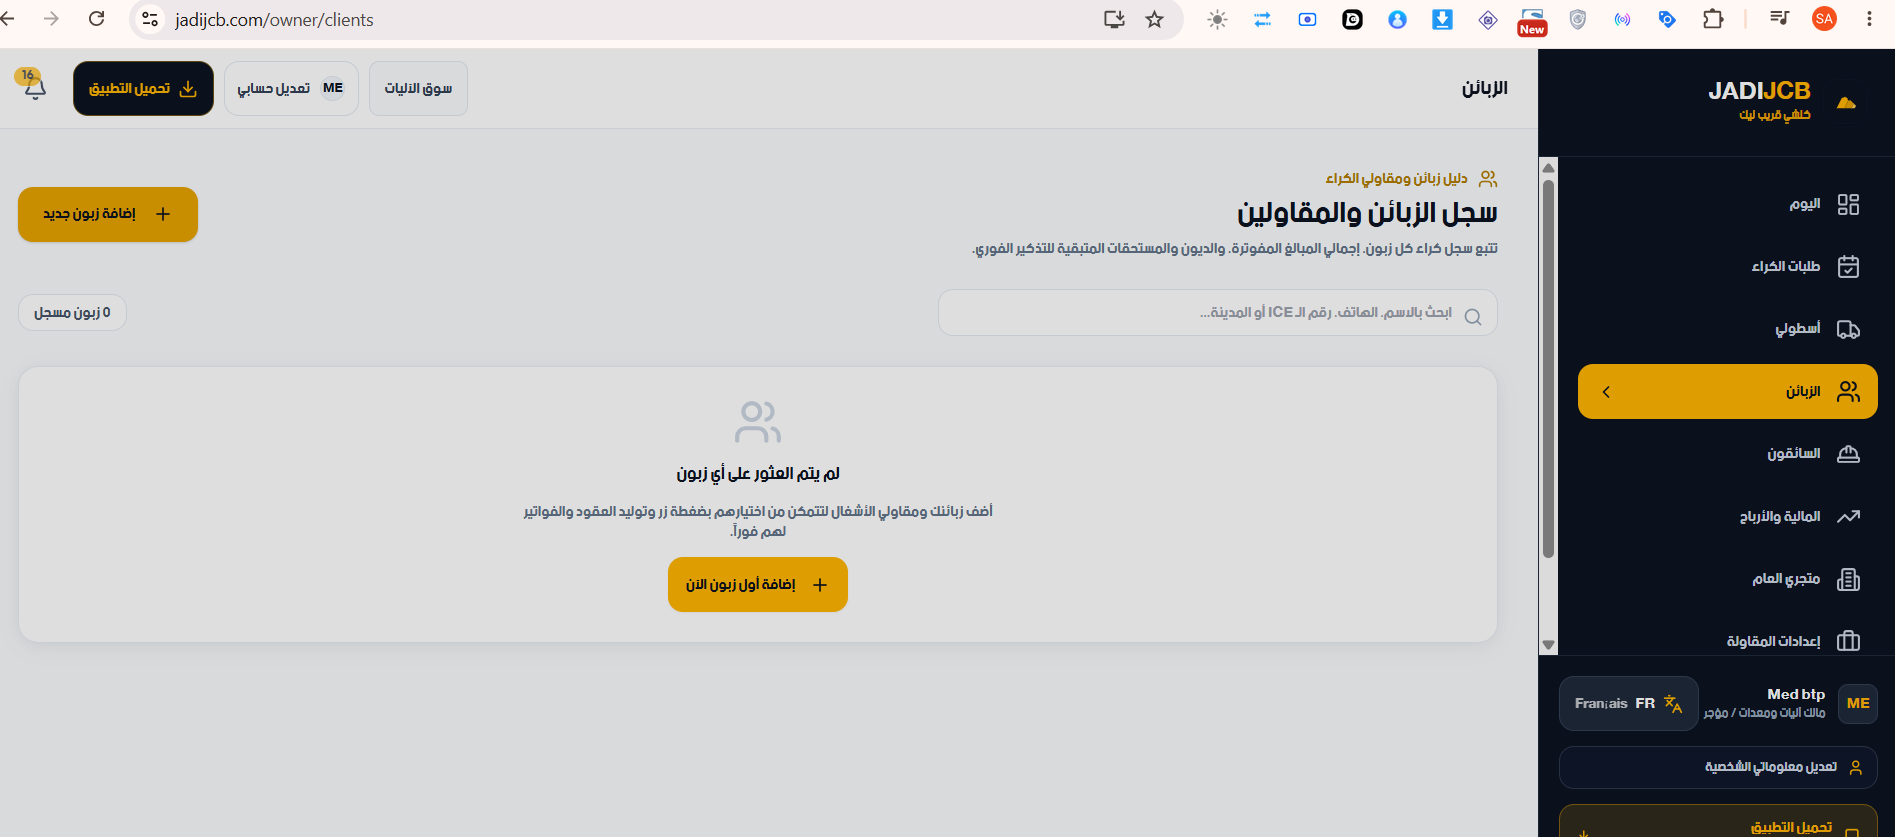 jadijcb.com/owner/clients
New
SA
JADIJCB
كلشي قريب ليك
الزبائن
سوق الآليات
ME تعديل حسابي
تحميل التطبيق
16
دليل زبائن ومقاولي الكراء
سجل الزبائن والمقاولين
تتبع سجل كراء كل زبون، إجمالي المبالغ المفوترة، والديون والمستحقات المتبقية للتذكير الفوري.
إضافة زبون جديد
ابحث بالاسم، الهاتف، رقم الـ ICE أو المدينة...
0 زبون مسجل
لم يتم العثور على أي زبون
أضف زبائنك ومقاولي الأشغال لتتمكن من اختيارهم بضغطة زر وتوليد العقود والفواتير
لهم فوراً.
إضافة أول زبون الآن
اليوم
طلبات الكراء
أسطولي
الزبائن
السائقون
المالية والأرباح
متجري العام
إعدادات المقاولة
ME
Med btp
مالك آليات ومعدات / مؤجر
FR Fran¡ais
تعديل معلوماتي الشخصية
تحميل التطبيق